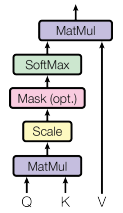 MatMul
SoftMax
Mask (opt.)
Scale
MatMul
Q K V